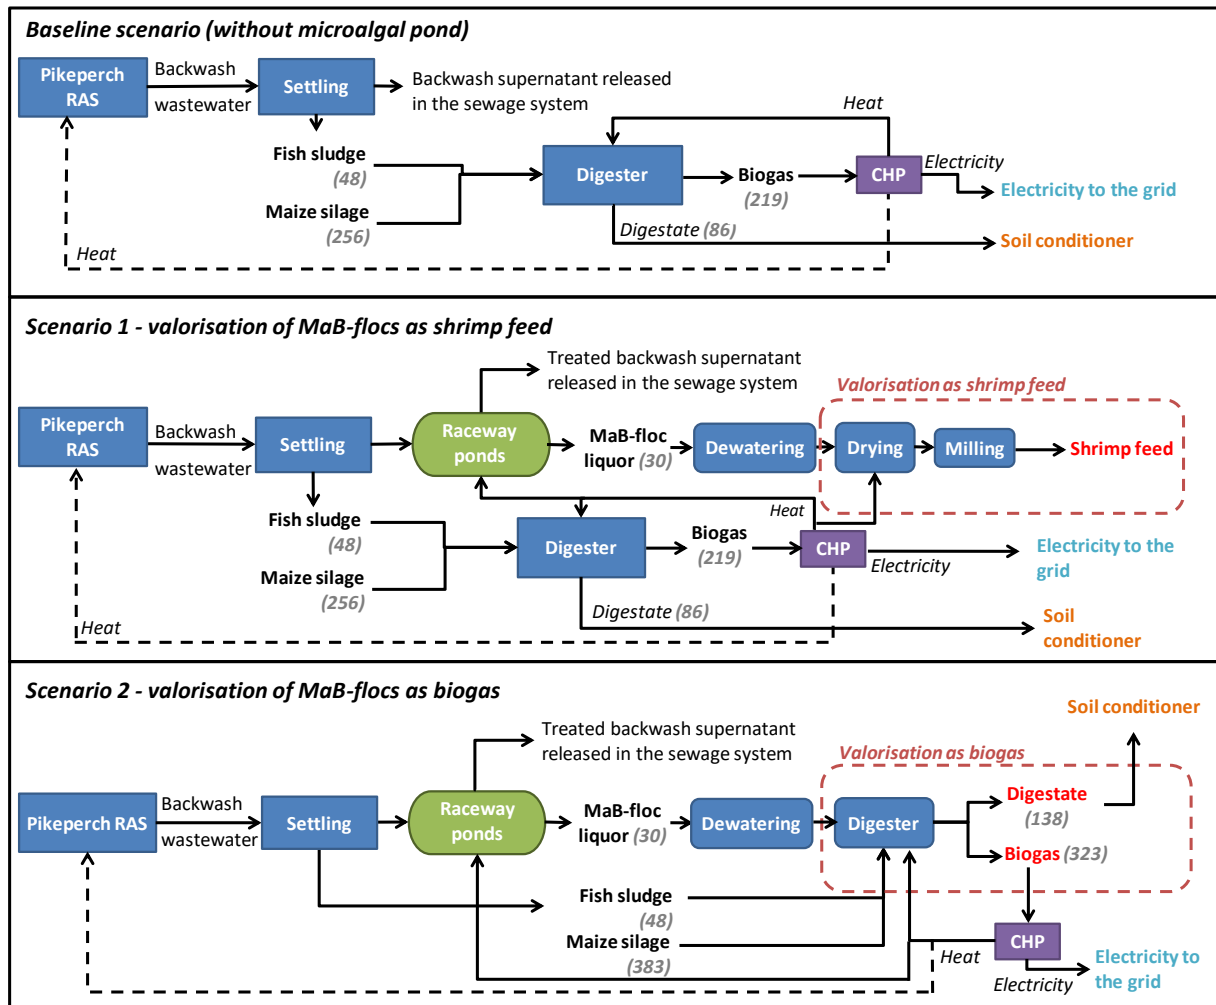 Baseline scenario (without microalgal pond)
Pikeperch
RAS
Backwash
wastewater
Settling
Backwash supernatant released
in the sewage system
Heat
Fish sludge
(48)
Maize silage
(256)
Digester
Biogas
(219)
CHP
Electricity
Electricity to the grid
Digestate (86)
Soil conditioner
Heat
Scenario 1 - valorisation of MaB-flocs as shrimp feed
Treated backwash supernatant
released in the sewage system
Valorisation as shrimp feed
Pikeperch
RAS
Backwash
wastewater
Settling
Raceway
ponds
MaB-floc
liquor (30)
Dewatering
Drying
Milling
Shrimp feed
Heat
Fish sludge
(48)
Maize silage
(256)
Digester
Biogas
(219)
CHP
Electricity
Electricity to the
grid
Digestate (86)
Soil
conditioner
Heat
Scenario 2 - valorisation of MaB-flocs as biogas
Soil conditioner
Treated backwash supernatant
released in the sewage system
Valorisation as biogas
Pikeperch RAS
Backwash
wastewater
Settling
Raceway
ponds
MaB-floc
liquor (30)
Dewatering
Digester
Digestate
(138)
Biogas (323)
Fish sludge
(48)
Maize silage
(383)
Heat
CHP
Electricity
Electricity to
the grid